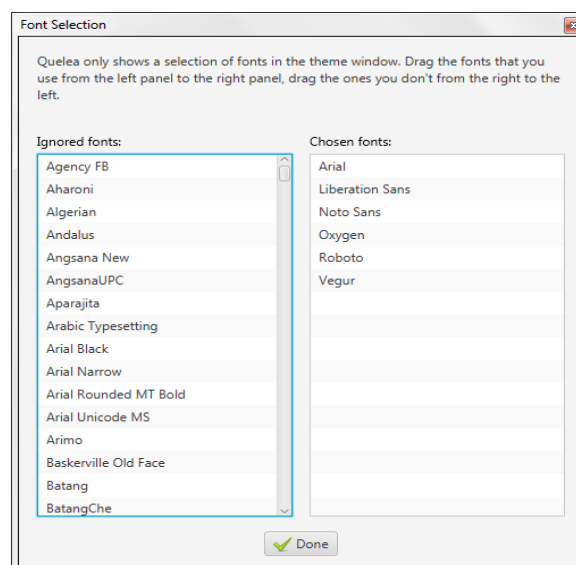 Font Selection
Quelea only shows a selection of fonts in the theme window. Drag the fonts that you
use from the left panel to the right panel, drag the ones you don't from the right to the
left.
Ignored fonts:
Agency FB
Aharoni
Algerian
Andalus
Angsana New
AngsanaUPC
Aparajita
Arabic Typesetting
Arial Black
Arial Narrow
Arial Rounded MT Bold
Arial Unicode MS
Arimo
Baskerville Old Face
Batang
BatangChe
Chosen fonts:
Arial
Liberation Sans
Noto Sans
Oxygen
Roboto
Vegur
Done